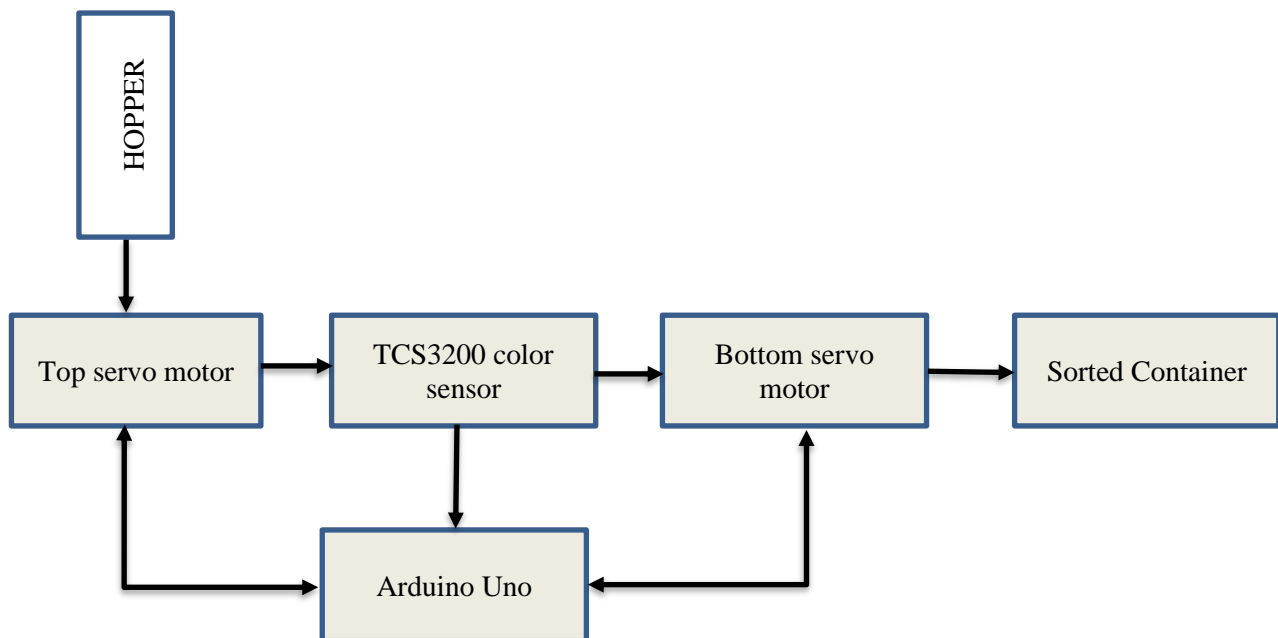 HOPPER
Top servo motor
TCS3200 color
sensor
Bottom servo
motor
Sorted Container
Arduino Uno